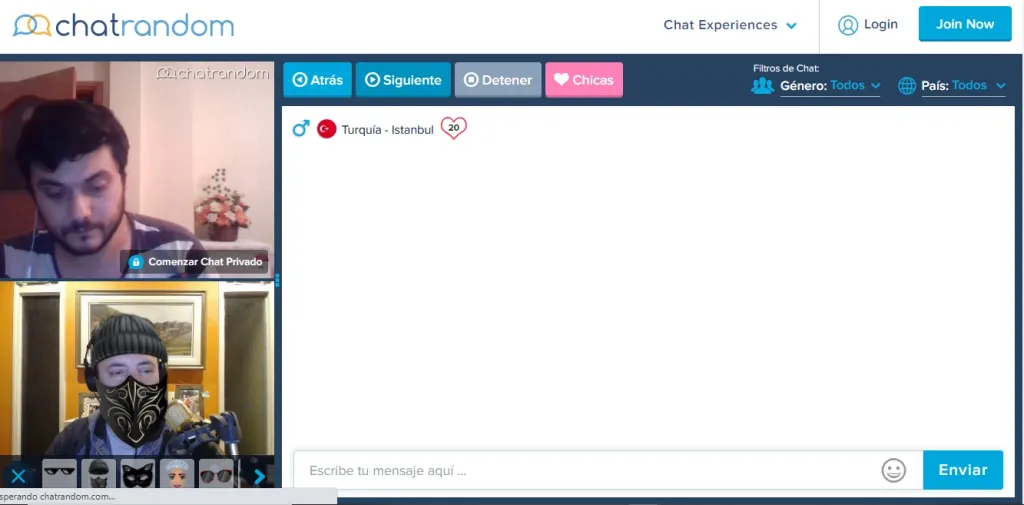 chatrandom
Chat Experiences
Login
Join Now
chatrandom
Atrás
Siguiente
Detener
Chicas
Filtros de Chat:
Género: Todos
País: Todos
Turquía - Istanbul
20
Comenzar Chat Privado
Escribe tu mensaje aquí ...
Enviar
sperando chatrandom.com...